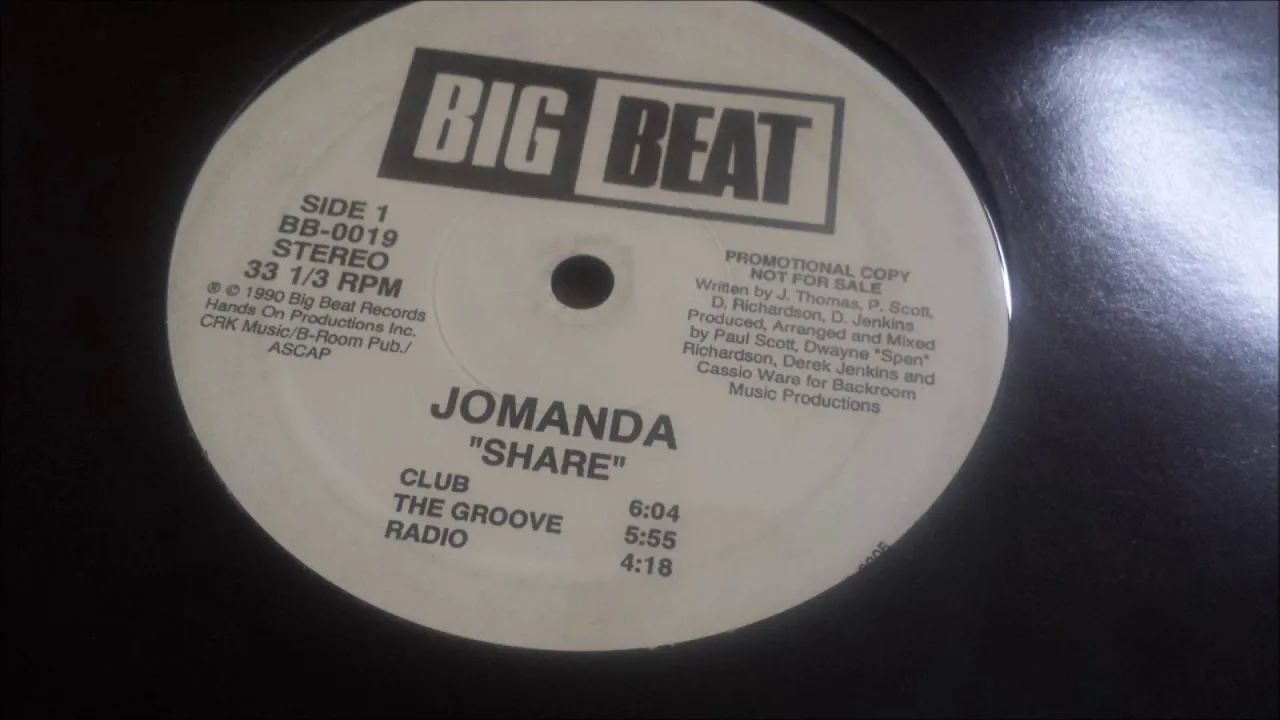 BIG BEAT
SIDE 1
BB-0019
STEREO
33 1/3 RPM
℗ © 1990 Big Beat Records
Hands On Productions Inc.
CRK Music/B-Room Pub./
ASCAP
PROMOTIONAL COPY
NOT FOR SALE
Written by J. Thomas, P. Scott,
D. Richardson, D. Jenkins
Produced, Arranged and Mixed
by Paul Scott, Dwayne "Spen"
Richardson, Derek Jenkins and
Cassio Ware for Backroom
Music Productions
JOMANDA
"SHARE"
CLUB 6:04
THE GROOVE 5:55
RADIO 4:18